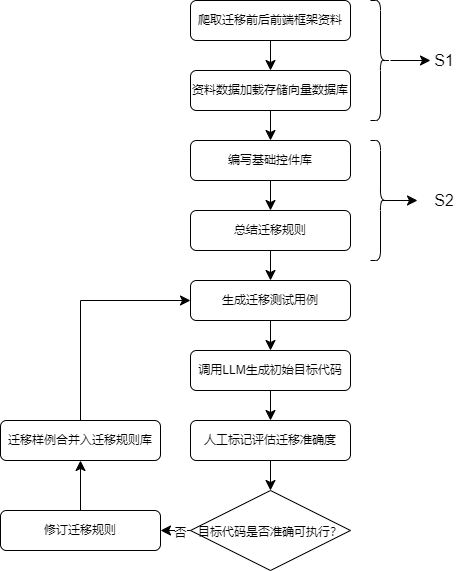 爬取迁移前后前端框架资料
S1
资料数据加载存储向量数据库
编写基础控件库
S2
总结迁移规则
生成迁移测试用例
调用LLM生成初始目标代码
迁移样例合并入迁移规则库
人工标记评估迁移准确度
修订迁移规则
否
目标代码是否准确可执行？